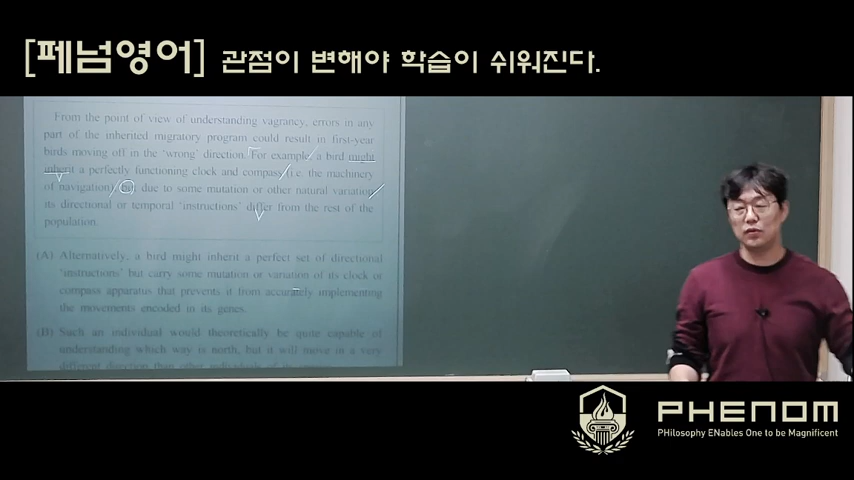 [페넘영어] 관점이 변해야 학습이 쉬워진다.
From the point of view of understanding vagrancy, errors in any
part of the inherited migratory program could result in first-year
birds moving off in the 'wrong' direction. For example, a bird might
inherit a perfectly functioning clock and compass (i.e. the machinery
of navigation), but due to some mutation or other natural variation
its directional or temporal 'instructions' differ from the rest of the
population.
(A) Alternatively, a bird might inherit a perfect set of directional
'instructions' but carry some mutation or variation of its clock or
compass apparatus that prevents it from accurately implementing
the movements encoded in its genes.
(B) Such an individual would theoretically be quite capable of
understanding which way is north, but it will move in a very
different direction than other individuals of
PHENOM
PHilosophy ENables One to be Magnificent